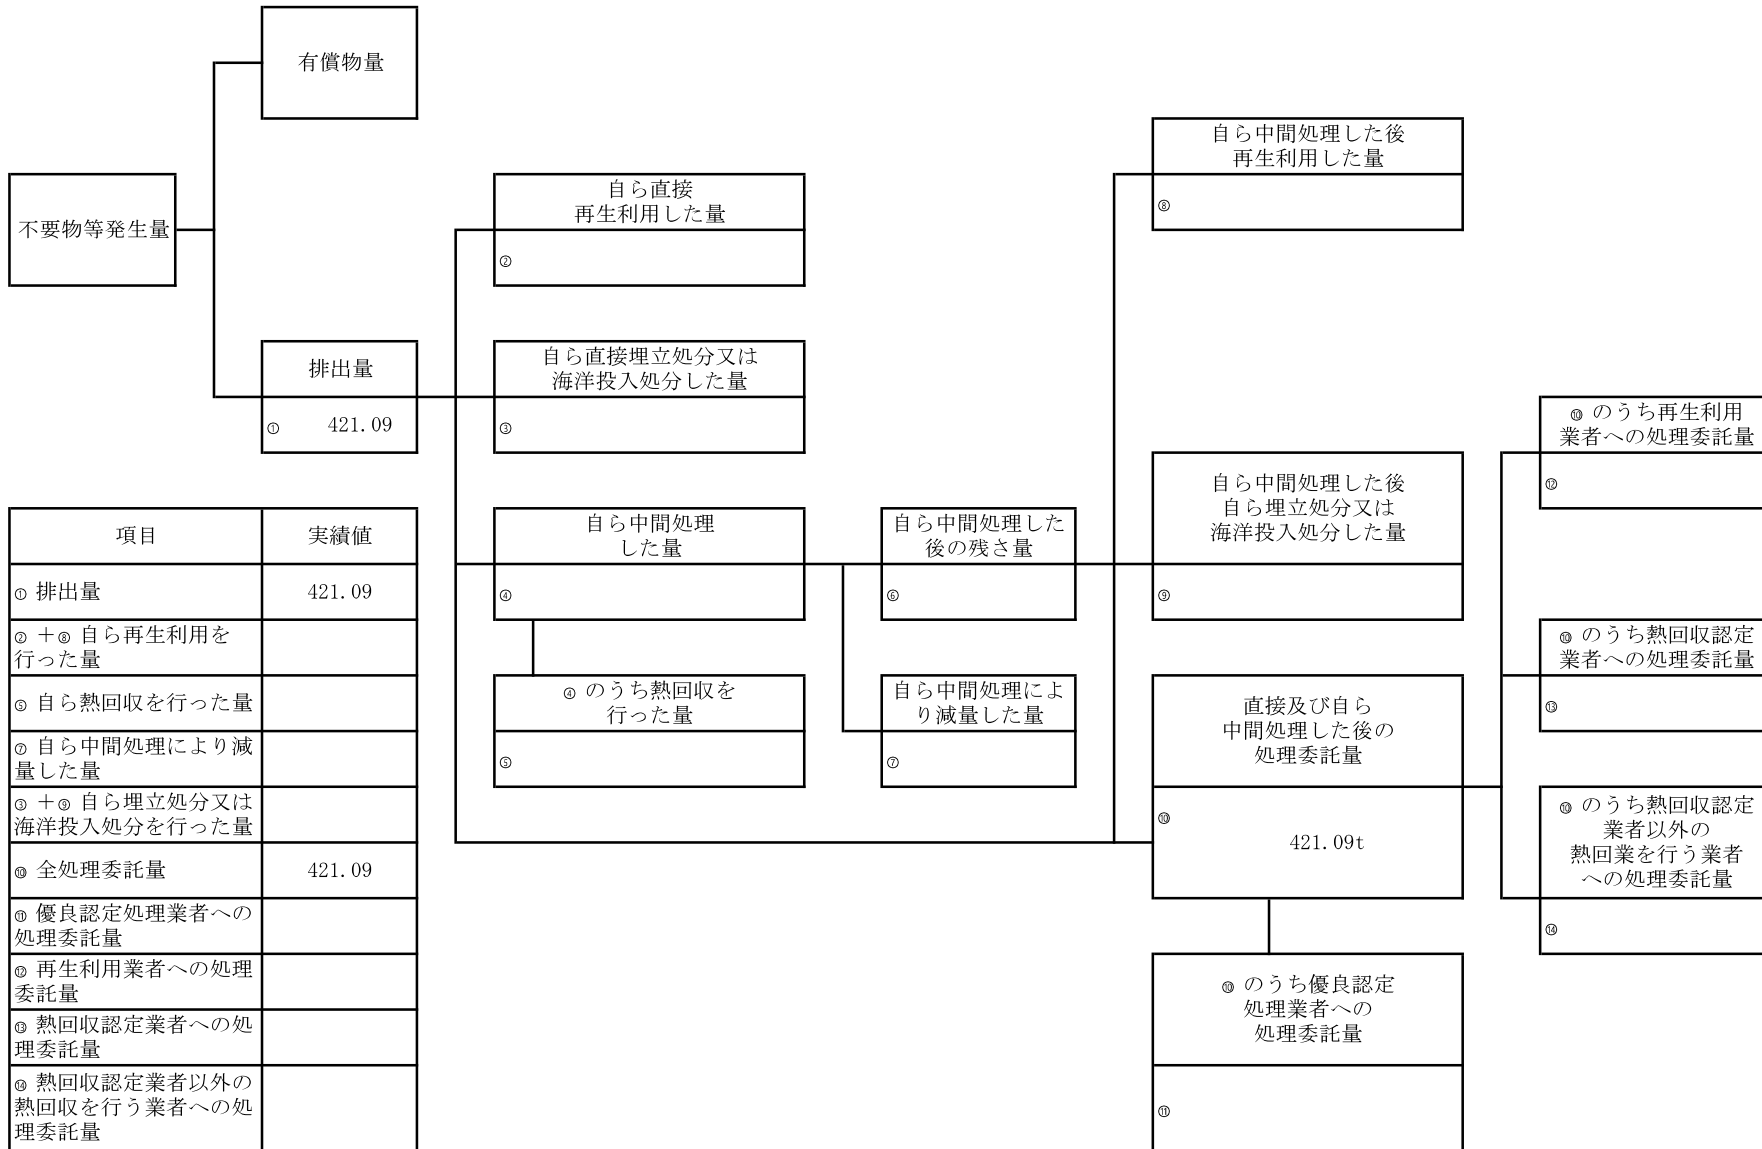 有償物量
不要物等発生量
排出量
① 421.09
自ら直接
再生利用した量
②
自ら直接埋立処分又は
海洋投入処分した量
③
自ら中間処理
した量
④
④ のうち熱回収を
行った量
⑤
自ら中間処理した
後の残さ量
⑥
自ら中間処理によ
り減量した量
⑦
自ら中間処理した後
再生利用した量
⑧
自ら中間処理した後
自ら埋立処分又は
海洋投入処分した量
⑨
直接及び自ら
中間処理した後の
処理委託量
⑩
421.09t
⑩ のうち優良認定
処理業者への
処理委託量
⑪
⑩ のうち再生利用
業者への処理委託量
⑫
⑩ のうち熱回収認定
業者への処理委託量
⑬
⑩ のうち熱回収認定
業者以外の
熱回業を行う業者
への処理委託量
⑭
項目 実績値
① 排出量 421.09
② ＋⑧ 自ら再生利用を
行った量
⑤ 自ら熱回収を行った量
⑦ 自ら中間処理により減
量した量
③ ＋⑨ 自ら埋立処分又は
海洋投入処分を行った量
⑩ 全処理委託量 421.09
⑪ 優良認定処理業者への
処理委託量
⑫ 再生利用業者への処理
委託量
⑬ 熱回収認定業者への処
理委託量
⑭ 熱回収認定業者以外の
熱回収を行う業者への処
理委託量